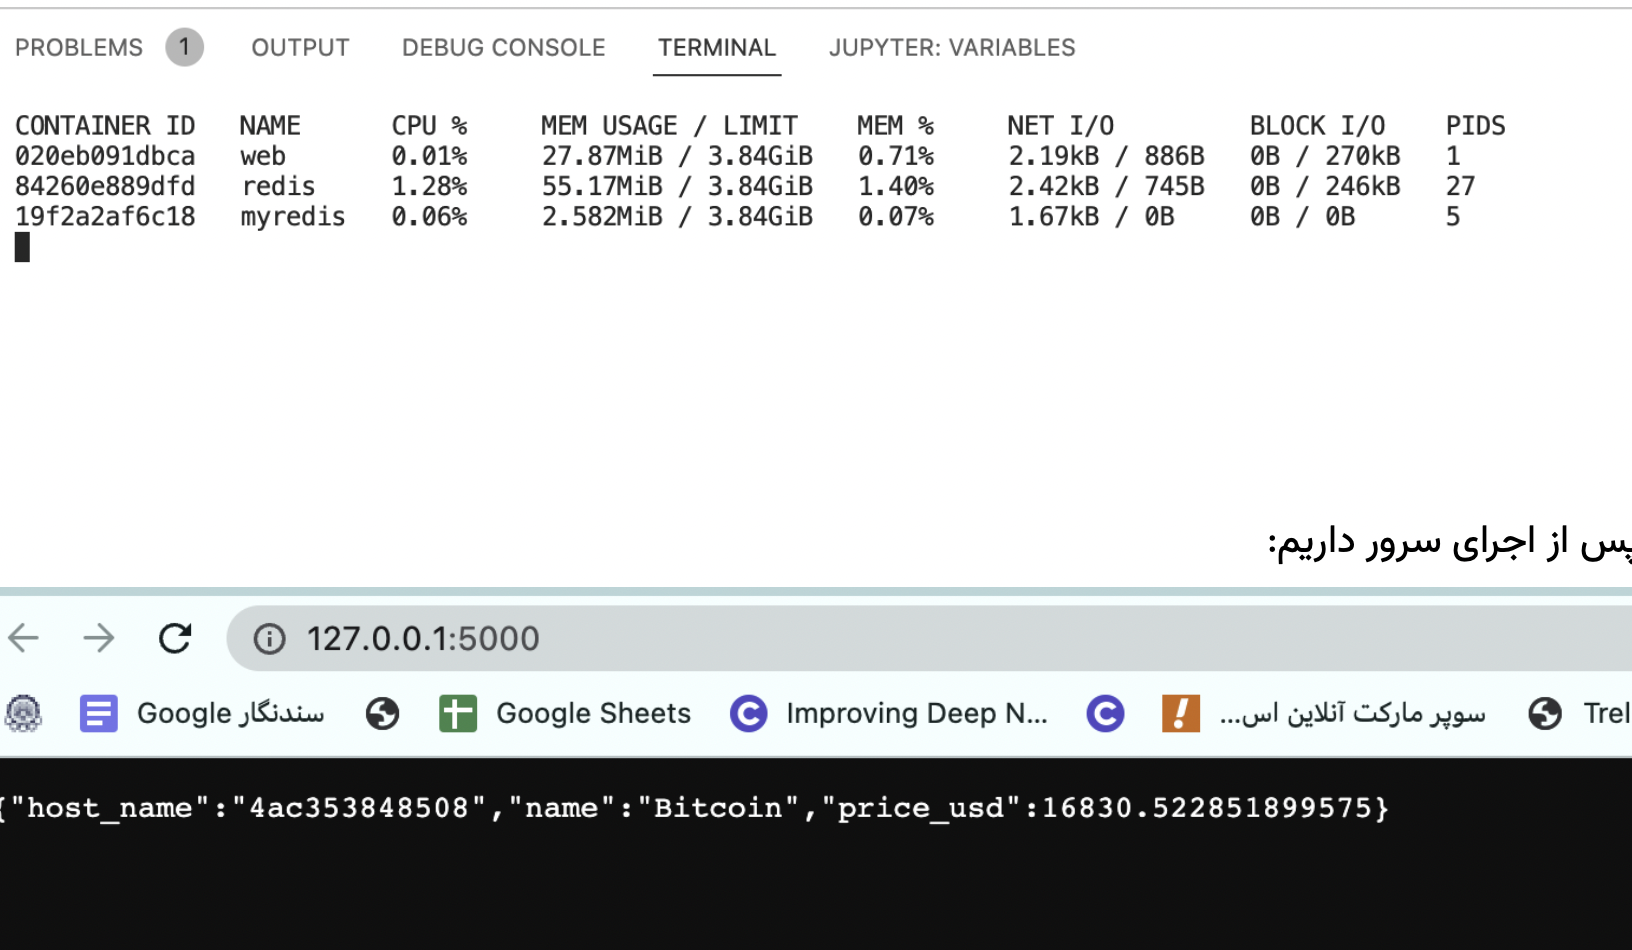 PROBLEMS 1 OUTPUT DEBUG CONSOLE TERMINAL JUPYTER: VARIABLES
CONTAINER ID NAME CPU % MEM USAGE / LIMIT MEM % NET I/O BLOCK I/O PIDS
020eb091dbca web 0.01% 27.87MiB / 3.84GiB 0.71% 2.19kB / 886B 0B / 270kB 1
84260e889dfd redis 1.28% 55.17MiB / 3.84GiB 1.40% 2.42kB / 745B 0B / 246kB 27
19f2a2af6c18 myredis 0.06% 2.582MiB / 3.84GiB 0.07% 1.67kB / 0B 0B / 0B 5
پس از اجرای سرور داریم:
127.0.0.1:5000
سندنگار Google Google Sheets Improving Deep N... سوپر مارکت آنلاین اس... Trel
{"host_name":"4ac353848508","name":"Bitcoin","price_usd":16830.522851899575}